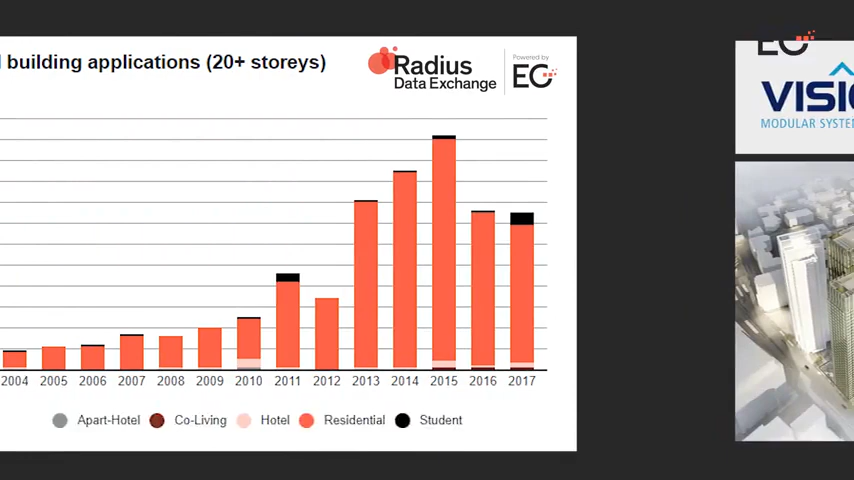 building applications (20+ storeys)
Radius
Data Exchange
Powered by
EG
EG
VISIO
MODULAR SYSTEM
2004 2005 2006 2007 2008 2009 2010 2011 2012 2013 2014 2015 2016 2017
Apart-Hotel Co-Living Hotel Residential Student